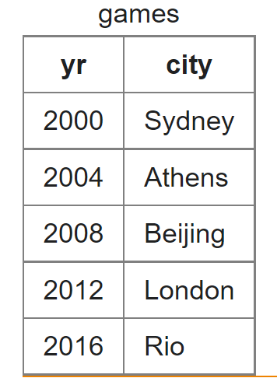 games
yr city
2000 Sydney
2004 Athens
2008 Beijing
2012 London
2016 Rio